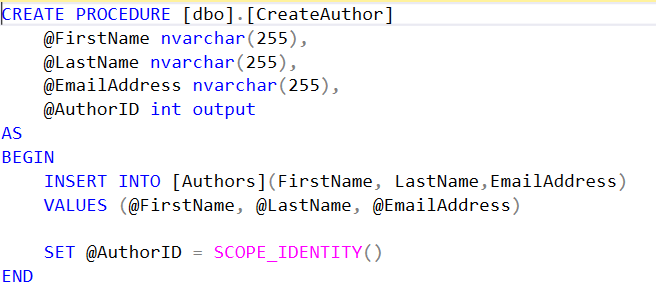 CREATE PROCEDURE [dbo].[CreateAuthor]
    @FirstName nvarchar(255),
    @LastName nvarchar(255),
    @EmailAddress nvarchar(255),
    @AuthorID int output
AS
BEGIN
    INSERT INTO [Authors](FirstName, LastName,EmailAddress)
    VALUES (@FirstName, @LastName, @EmailAddress)

    SET @AuthorID = SCOPE_IDENTITY()
END